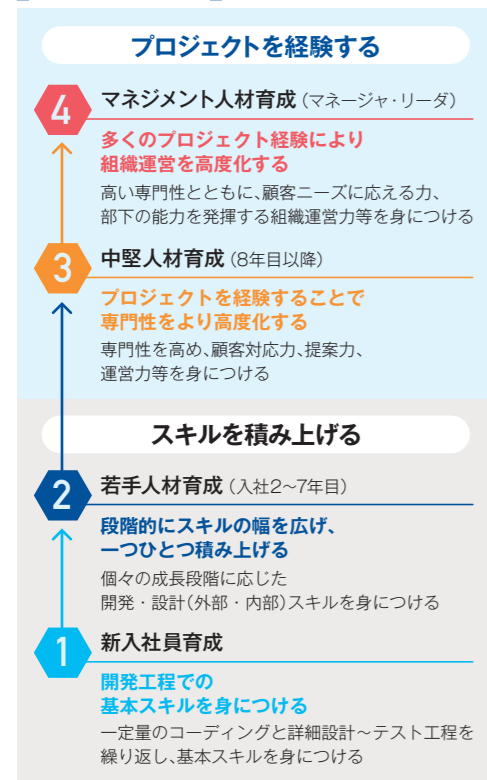 プロジェクトを経験する
4
マネジメント人材育成（マネージャ・リーダ）
多くのプロジェクト経験により
組織運営を高度化する
高い専門性とともに、顧客ニーズに応える力、
部下の能力を発揮する組織運営力等を身につける
3
中堅人材育成（8年目以降）
プロジェクトを経験することで
専門性をより高度化する
専門性を高め、顧客対応力、提案力、
運営力等を身につける
スキルを積み上げる
2
若手人材育成（入社2～7年目）
段階的にスキルの幅を広げ、
一つひとつ積み上げる
個々の成長段階に応じた
開発・設計（外部・内部）スキルを身につける
1
新入社員育成
開発工程での
基本スキルを身につける
一定量のコーディングと詳細設計～テスト工程を
繰り返し、基本スキルを身につける